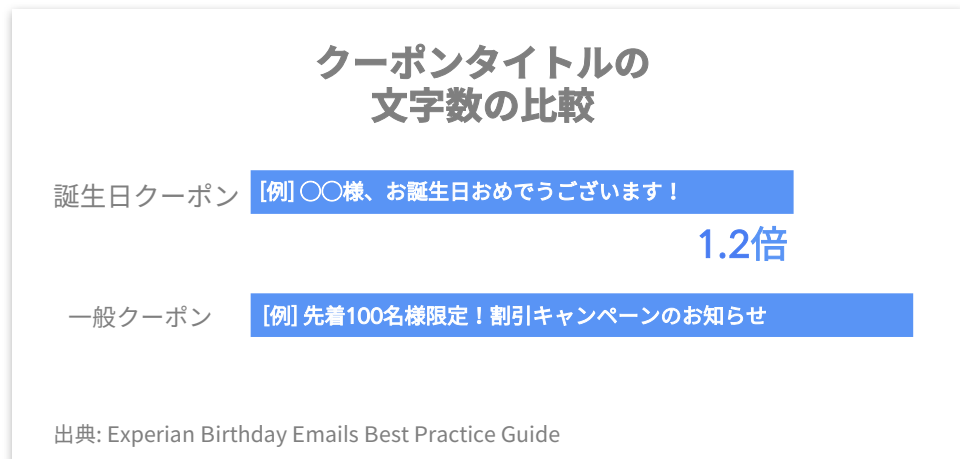 クーポンタイトルの
文字数の比較
誕生日クーポン
[例] 〇〇様、お誕生日おめでうございます！
1.2倍
一般クーポン
[例] 先着100名様限定！割引キャンペーンのお知らせ
出典: Experian Birthday Emails Best Practice Guide